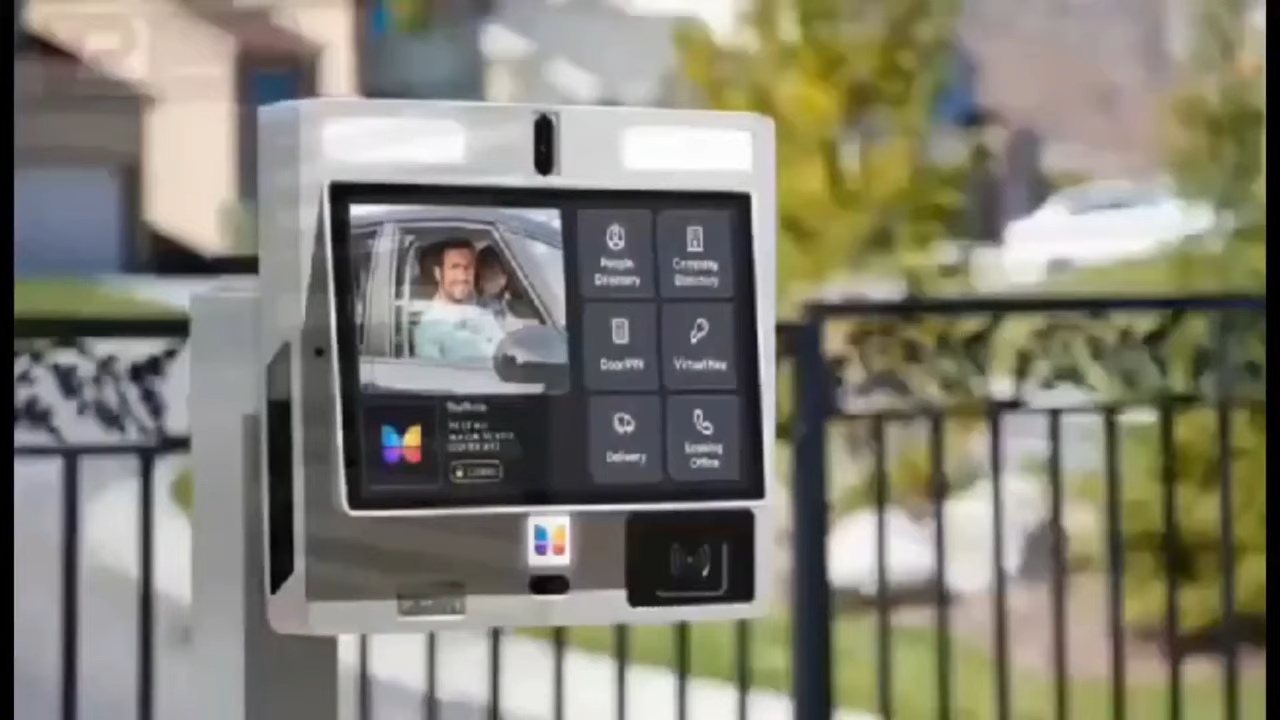 People
Directory
Company
Directory
Door PIN
Virtual Key
Delivery
Leasing
Office